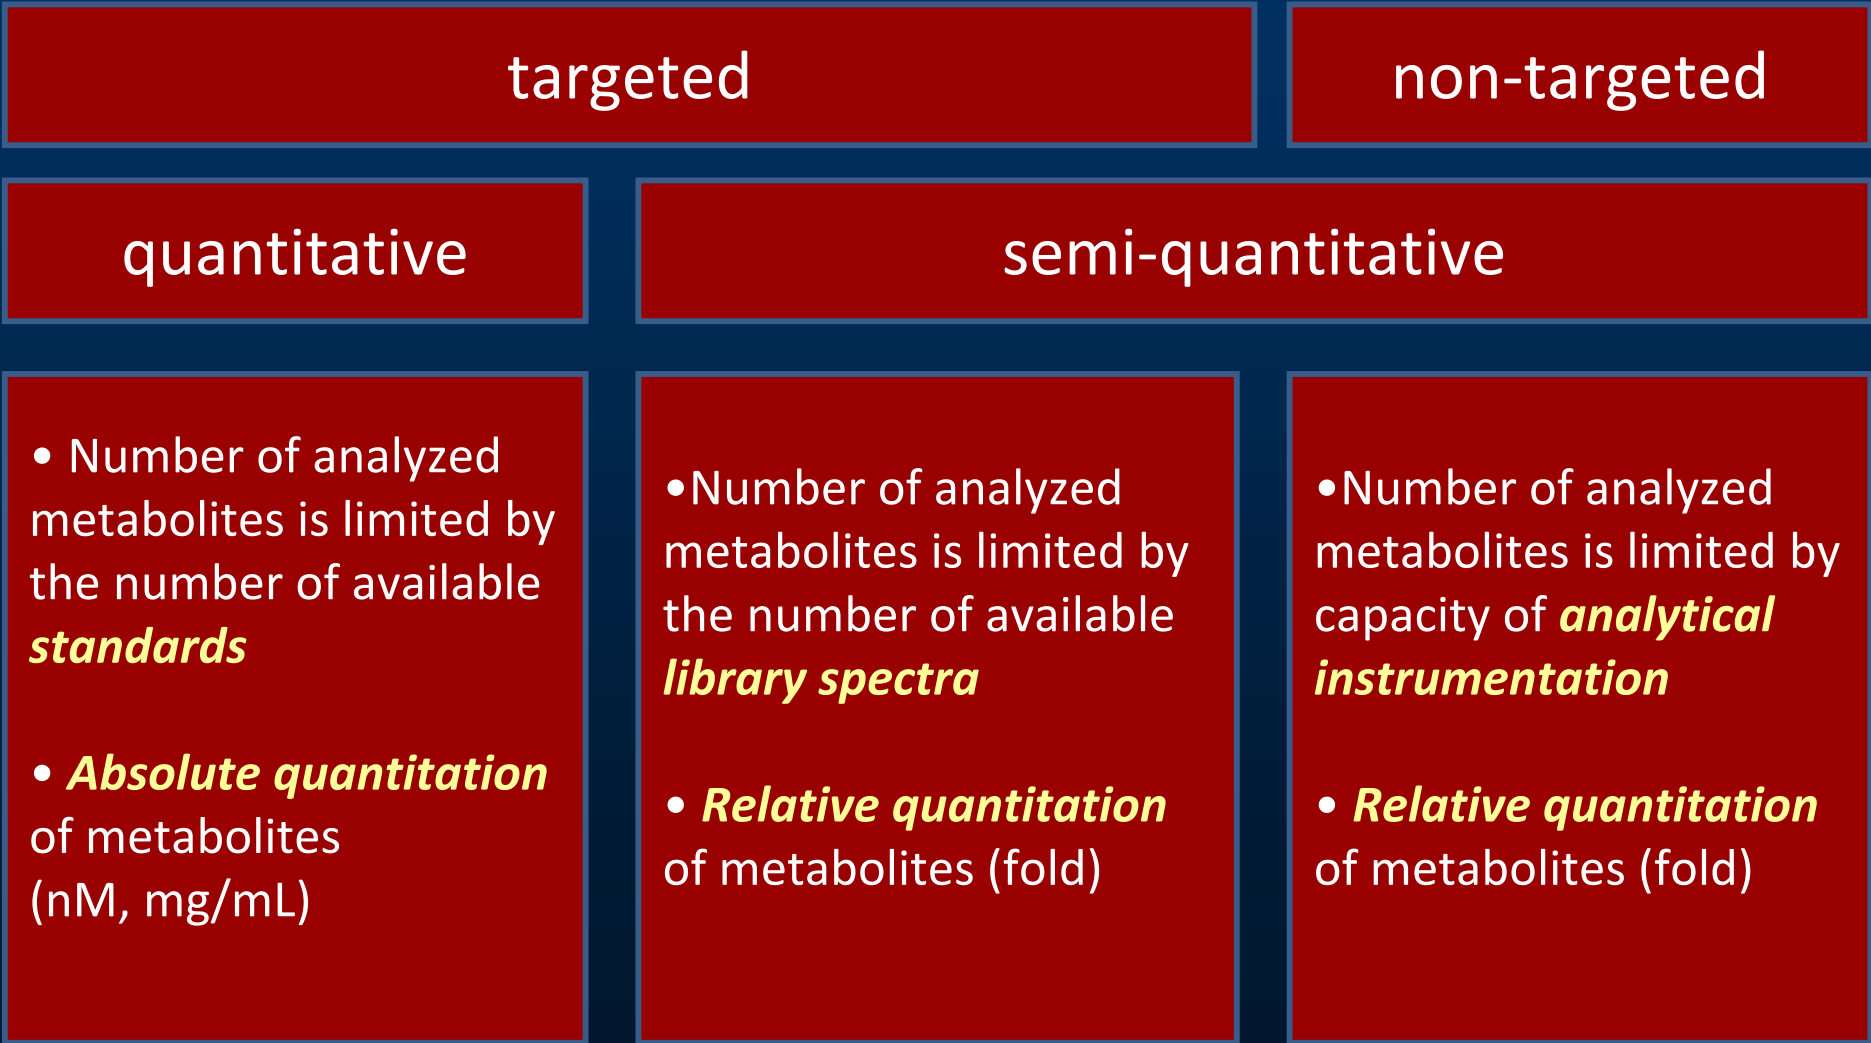 targeted
non-targeted
quantitative
semi-quantitative
• Number of analyzed
metabolites is limited by
the number of available
standards
• Absolute quantitation
of metabolites
(nM, mg/mL)
•Number of analyzed
metabolites is limited by
the number of available
library spectra
• Relative quantitation
of metabolites (fold)
•Number of analyzed
metabolites is limited by
capacity of analytical
instrumentation
• Relative quantitation
of metabolites (fold)